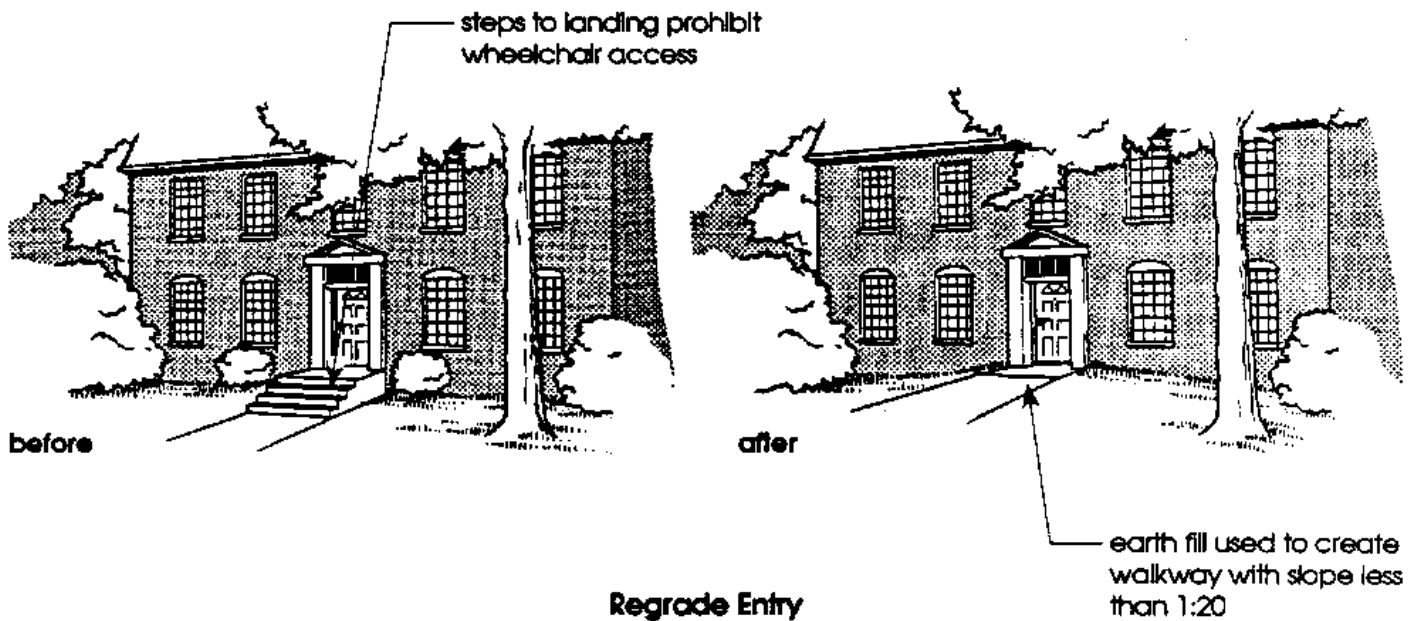 steps to landing prohibit
wheelchair access
before
after
earth fill used to create
walkway with slope less
than 1:20
Regrade Entry